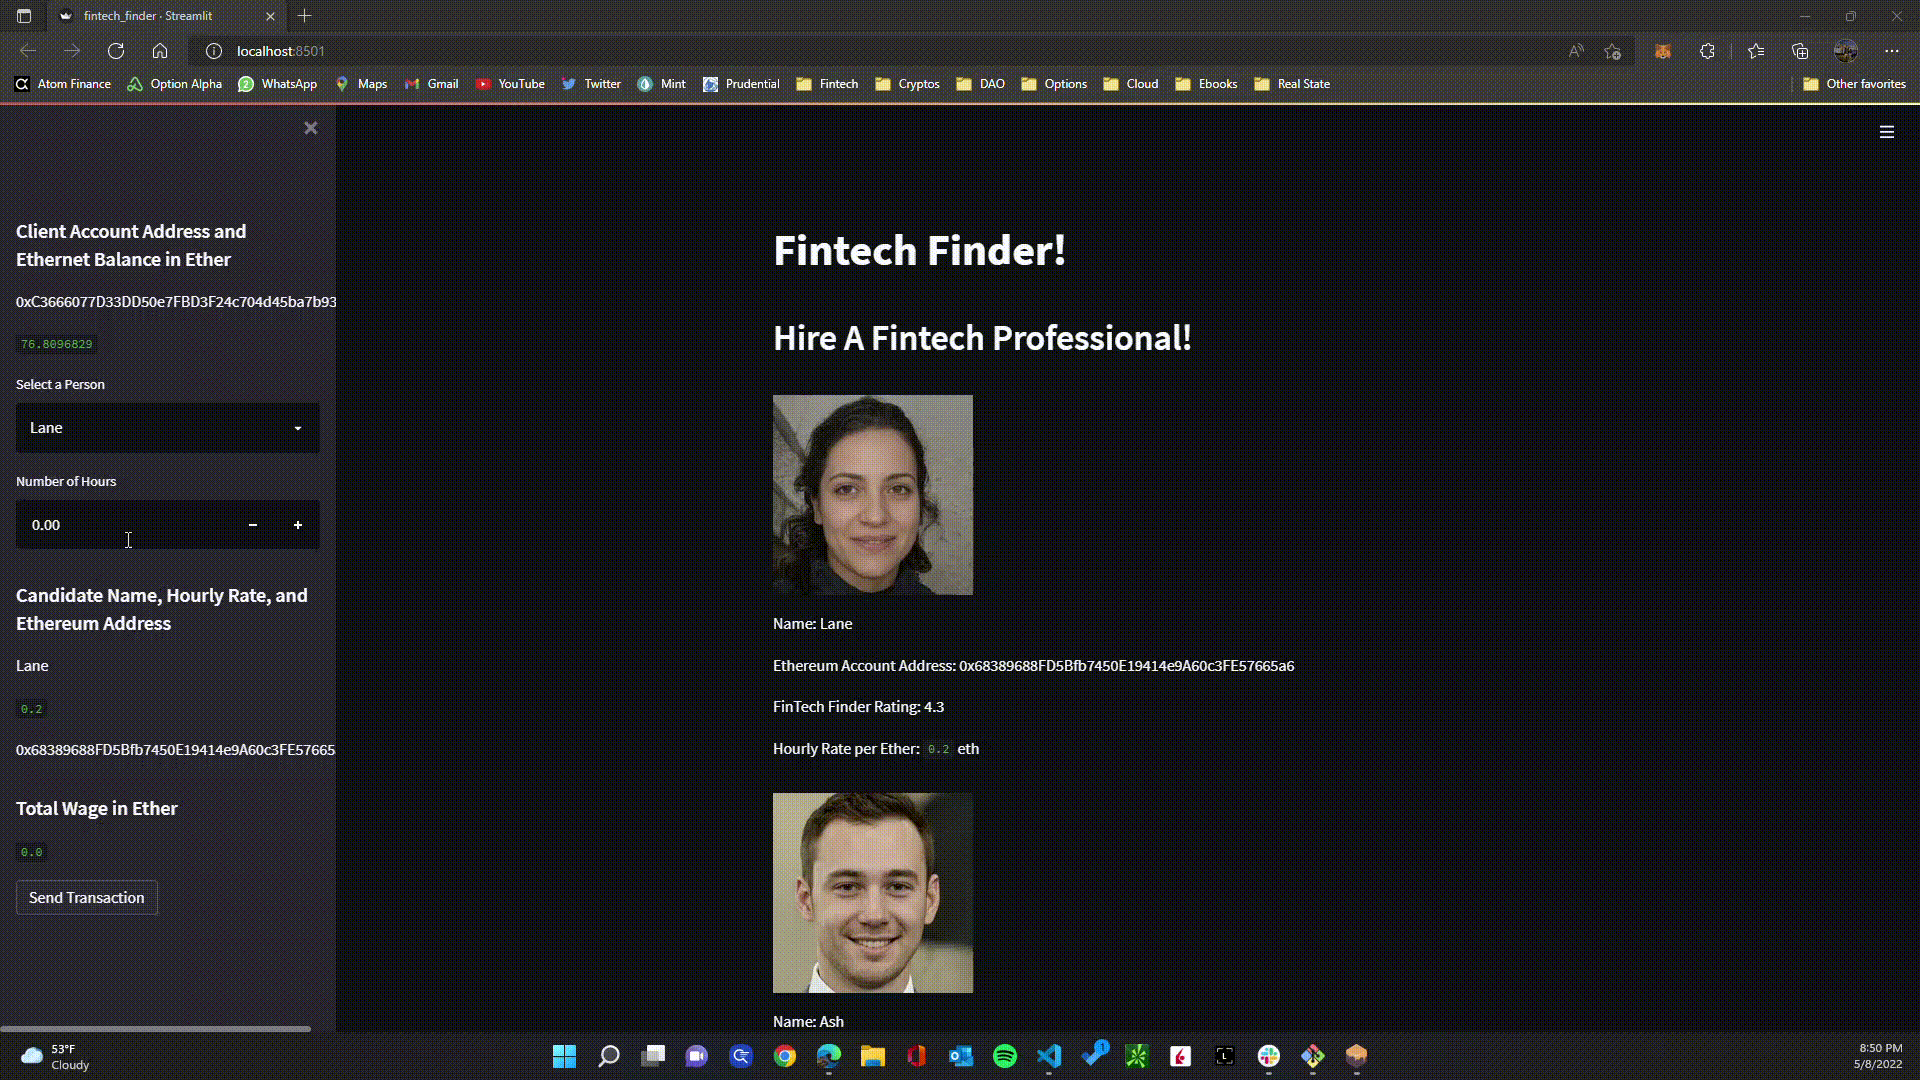 fintech_finder · Streamlit
localhost:8501
Atom Finance
Option Alpha
WhatsApp
Maps
Gmail
YouTube
Twitter
Mint
Prudential
Fintech
Cryptos
DAO
Options
Cloud
Ebooks
Real State
Other favorites
Client Account Address and
Ethernet Balance in Ether
0xC3666077D33DD50e7FBD3F24c704d45ba7b93
76.8096829
Select a Person
Lane
Number of Hours
0.00
Candidate Name, Hourly Rate, and
Ethereum Address
Lane
0.2
0x68389688FD5Bfb7450E19414e9A60c3FE57665
Total Wage in Ether
0.0
Send Transaction
Fintech Finder!
Hire A Fintech Professional!
Name: Lane
Ethereum Account Address: 0x68389688FD5Bfb7450E19414e9A60c3FE57665a6
FinTech Finder Rating: 4.3
Hourly Rate per Ether: 0.2 eth
Name: Ash
53°F
Cloudy
8:50 PM
5/8/2022